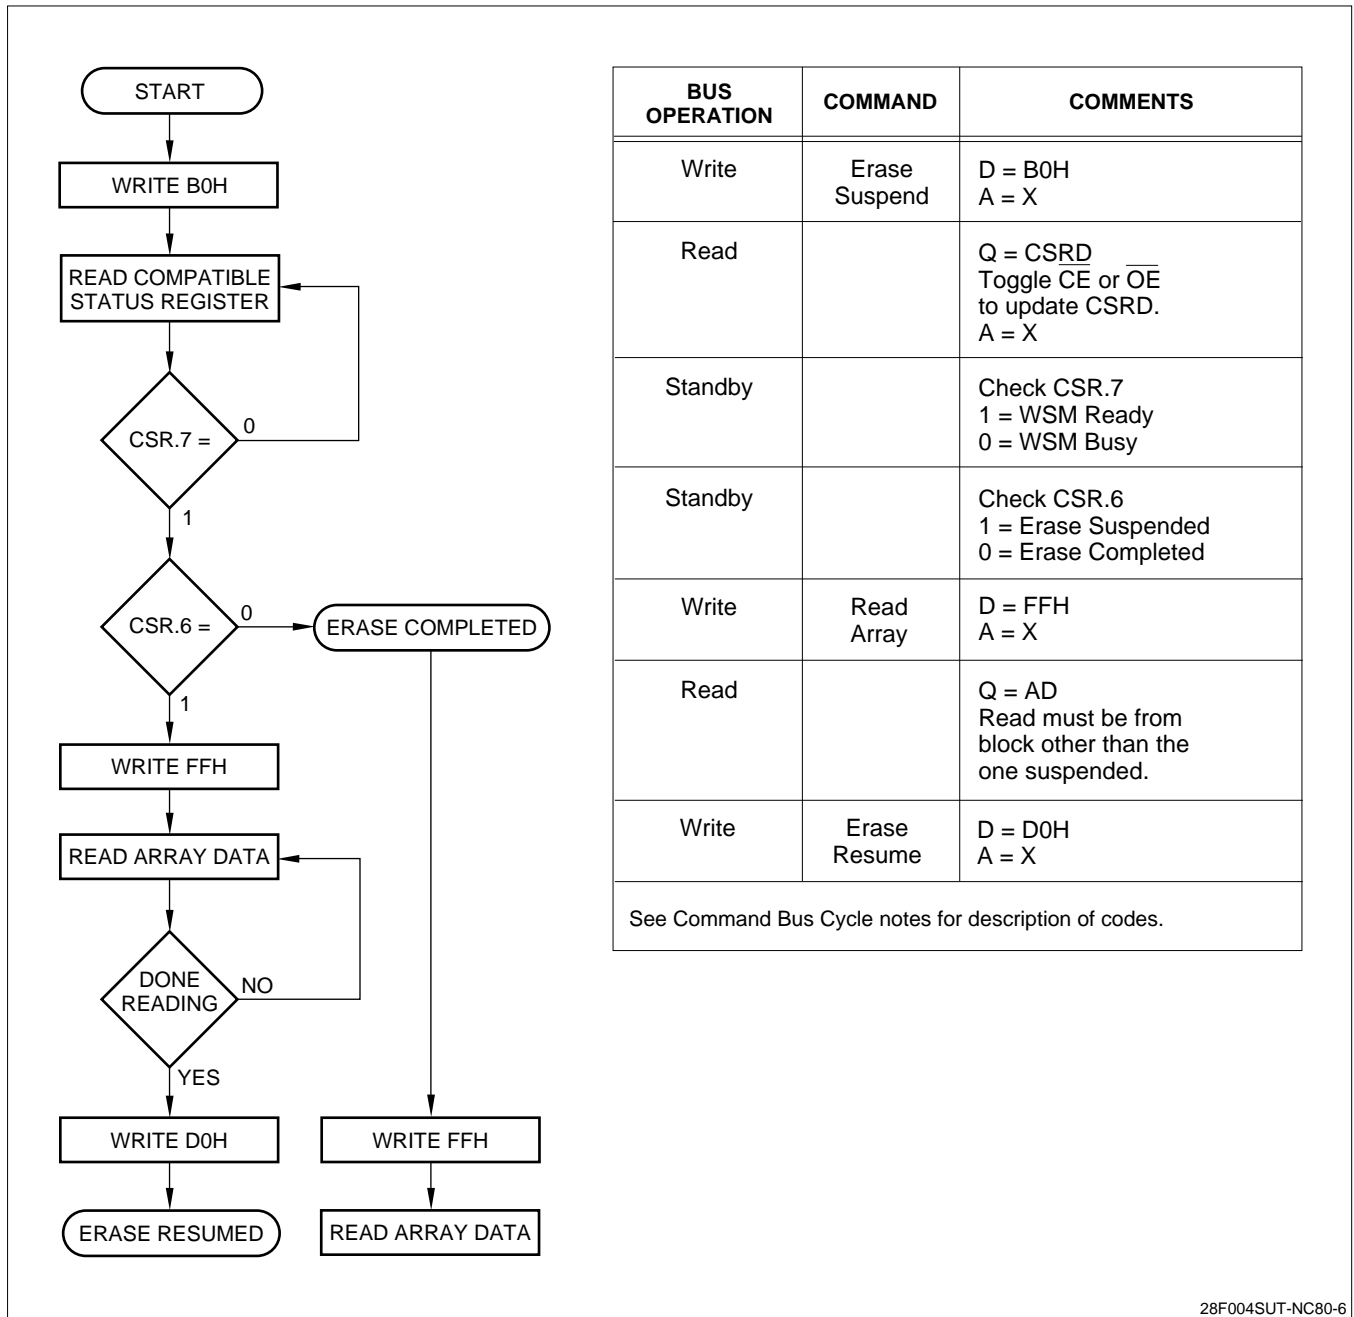 START
WRITE B0H
READ COMPATIBLE
STATUS REGISTER
CSR.7 =
0
1
CSR.6 =
0
ERASE COMPLETED
1
WRITE FFH
READ ARRAY DATA
DONE
READING
NO
YES
WRITE D0H
WRITE FFH
ERASE RESUMED
READ ARRAY DATA
BUS
OPERATION
COMMAND
COMMENTS
Write
Erase
Suspend
D = B0H
A = X
Read
Q = CSRD
Toggle C̅E̅ or O̅E̅
to update CSRD.
A = X
Standby
Check CSR.7
1 = WSM Ready
0 = WSM Busy
Standby
Check CSR.6
1 = Erase Suspended
0 = Erase Completed
Write
Read
Array
D = FFH
A = X
Read
Q = AD
Read must be from
block other than the
one suspended.
Write
Erase
Resume
D = D0H
A = X
See Command Bus Cycle notes for description of codes.
28F004SUT-NC80-6